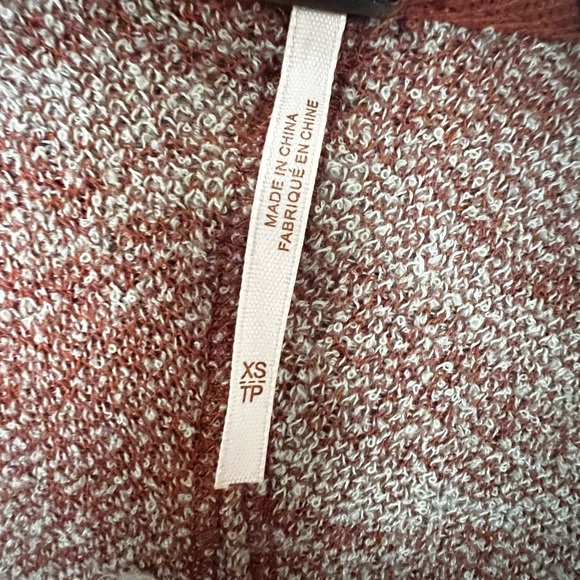 MADE IN CHINA
FABRIQUÉ EN CHINE
XS
TP